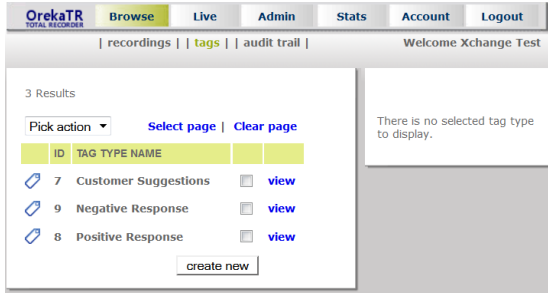 OrekaTR Browse Live Admin Stats Account Logout
TOTAL RECORDER
| recordings | | tags | | audit trail | Welcome Xchange Test
3 Results
Pick action Select page | Clear page
There is no selected tag type
to display.
ID TAG TYPE NAME
7 Customer Suggestions view
9 Negative Response view
8 Positive Response view
create new